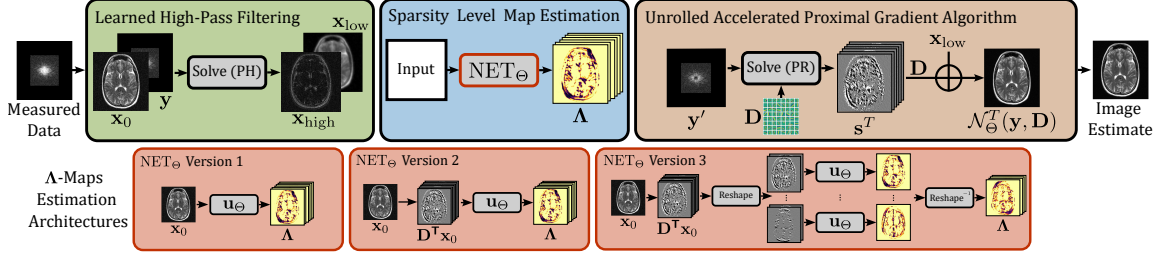 Learned High-Pass Filtering
Sparsity Level Map Estimation
Unrolled Accelerated Proximal Gradient Algorithm
x_low
x_low
Input
NET_Θ
Solve (PH)
Solve (PR)
D
y
D
Measured
Data
x_0
x_high
Λ
y′
s^T
𝒩_Θ^T(y, D)
Image
Estimate
NET_Θ Version 1
NET_Θ Version 2
NET_Θ Version 3
Λ-Maps
Estimation
Architectures
u_Θ
x_0
Λ
u_Θ
x_0
D^T x_0
Λ
x_0
D^T x_0
Reshape
u_Θ
...
...
u_Θ
Reshape^-1
Λ